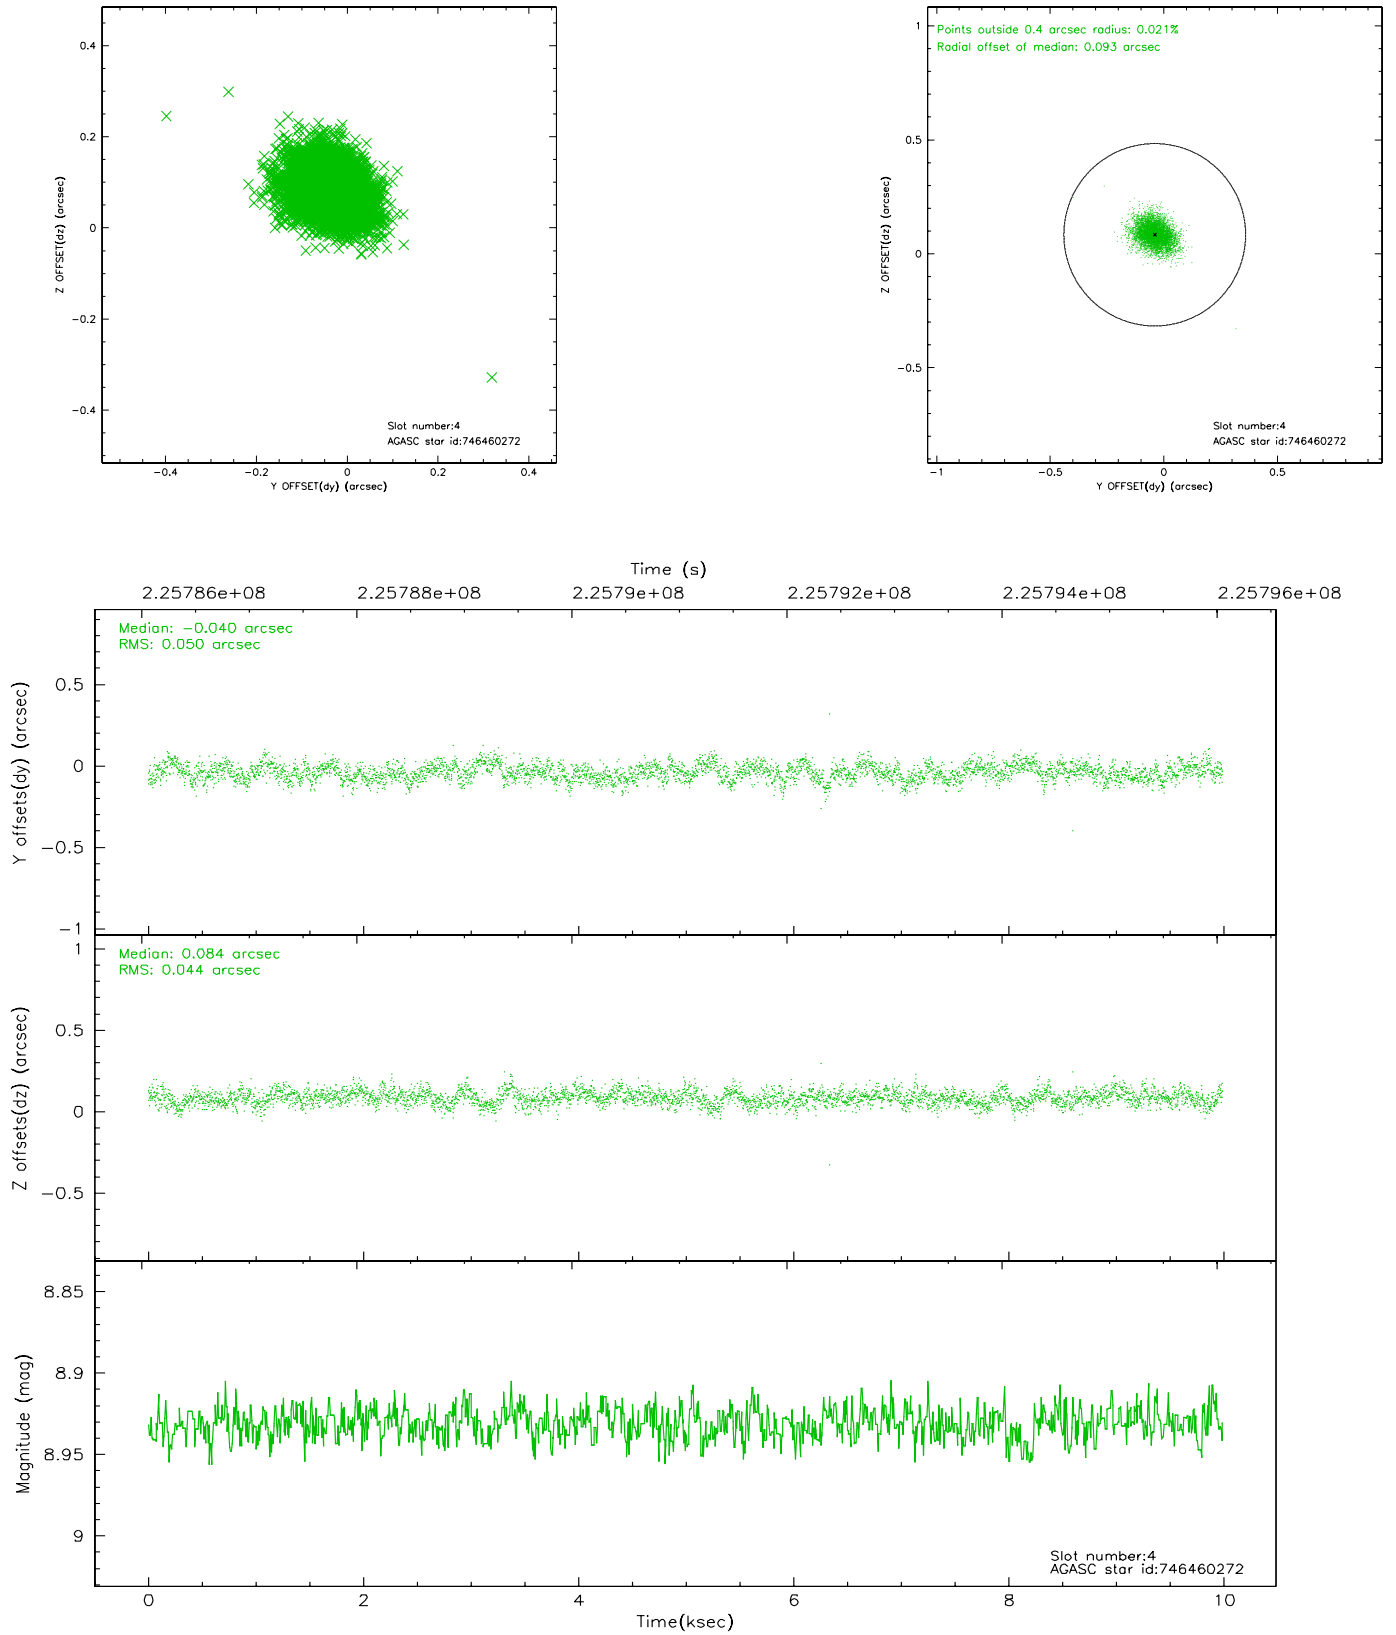 0.4
0.2
0
−0.2
−0.4
Z OFFSET(dz) (arcsec)
Slot number:4
AGASC star id:746460272
−0.4
−0.2
0
0.2
0.4
Y OFFSET(dy) (arcsec)
Points outside 0.4 arcsec radius: 0.021%
Radial offset of median: 0.093 arcsec
1
0.5
0
−0.5
Z OFFSET(dz) (arcsec)
Slot number:4
AGASC star id:746460272
−1
−0.5
0
0.5
Y OFFSET(dy) (arcsec)
Time (s)
2.25786e+08
2.25788e+08
2.2579e+08
2.25792e+08
2.25794e+08
2.25796e+08
Median: −0.040 arcsec
RMS: 0.050 arcsec
0.5
0
−0.5
−1
Y offsets(dy) (arcsec)
Median: 0.084 arcsec
RMS: 0.044 arcsec
1
0.5
0
−0.5
Z offsets(dz) (arcsec)
8.85
8.9
8.95
9
Magnitude (mag)
Slot number:4
AGASC star id:746460272
0
2
4
6
8
10
Time(ksec)